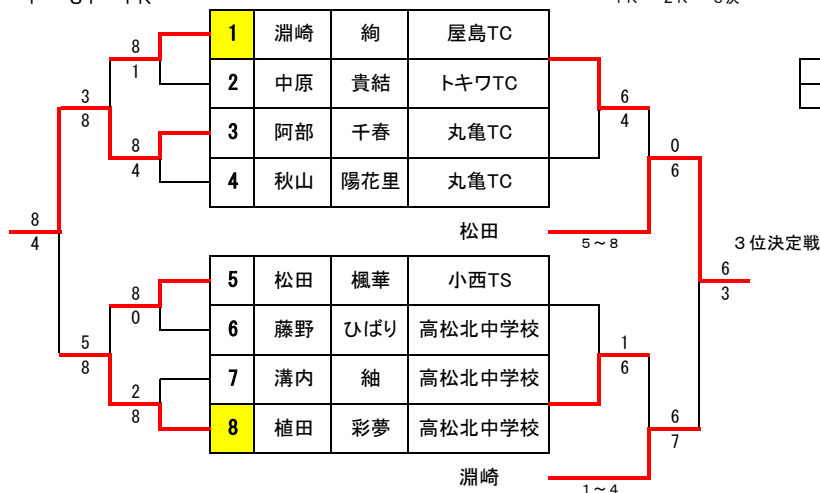 8
1 淵崎 絢 屋島TC
1
2 中原 貴結 トキワTC
3
8
6
4
8
3 阿部 千春 丸亀TC
4
0
6
4 秋山 陽花里 丸亀TC
8
4
松田
5～8
3位決定戦
5 松田 楓華 小西TS
6
3
8
0
6 藤野 ひばり 高松北中学校
5
8
1
6
7 溝内 紬 高松北中学校
2
8
8 植田 彩夢 高松北中学校
6
7
淵崎
1～4